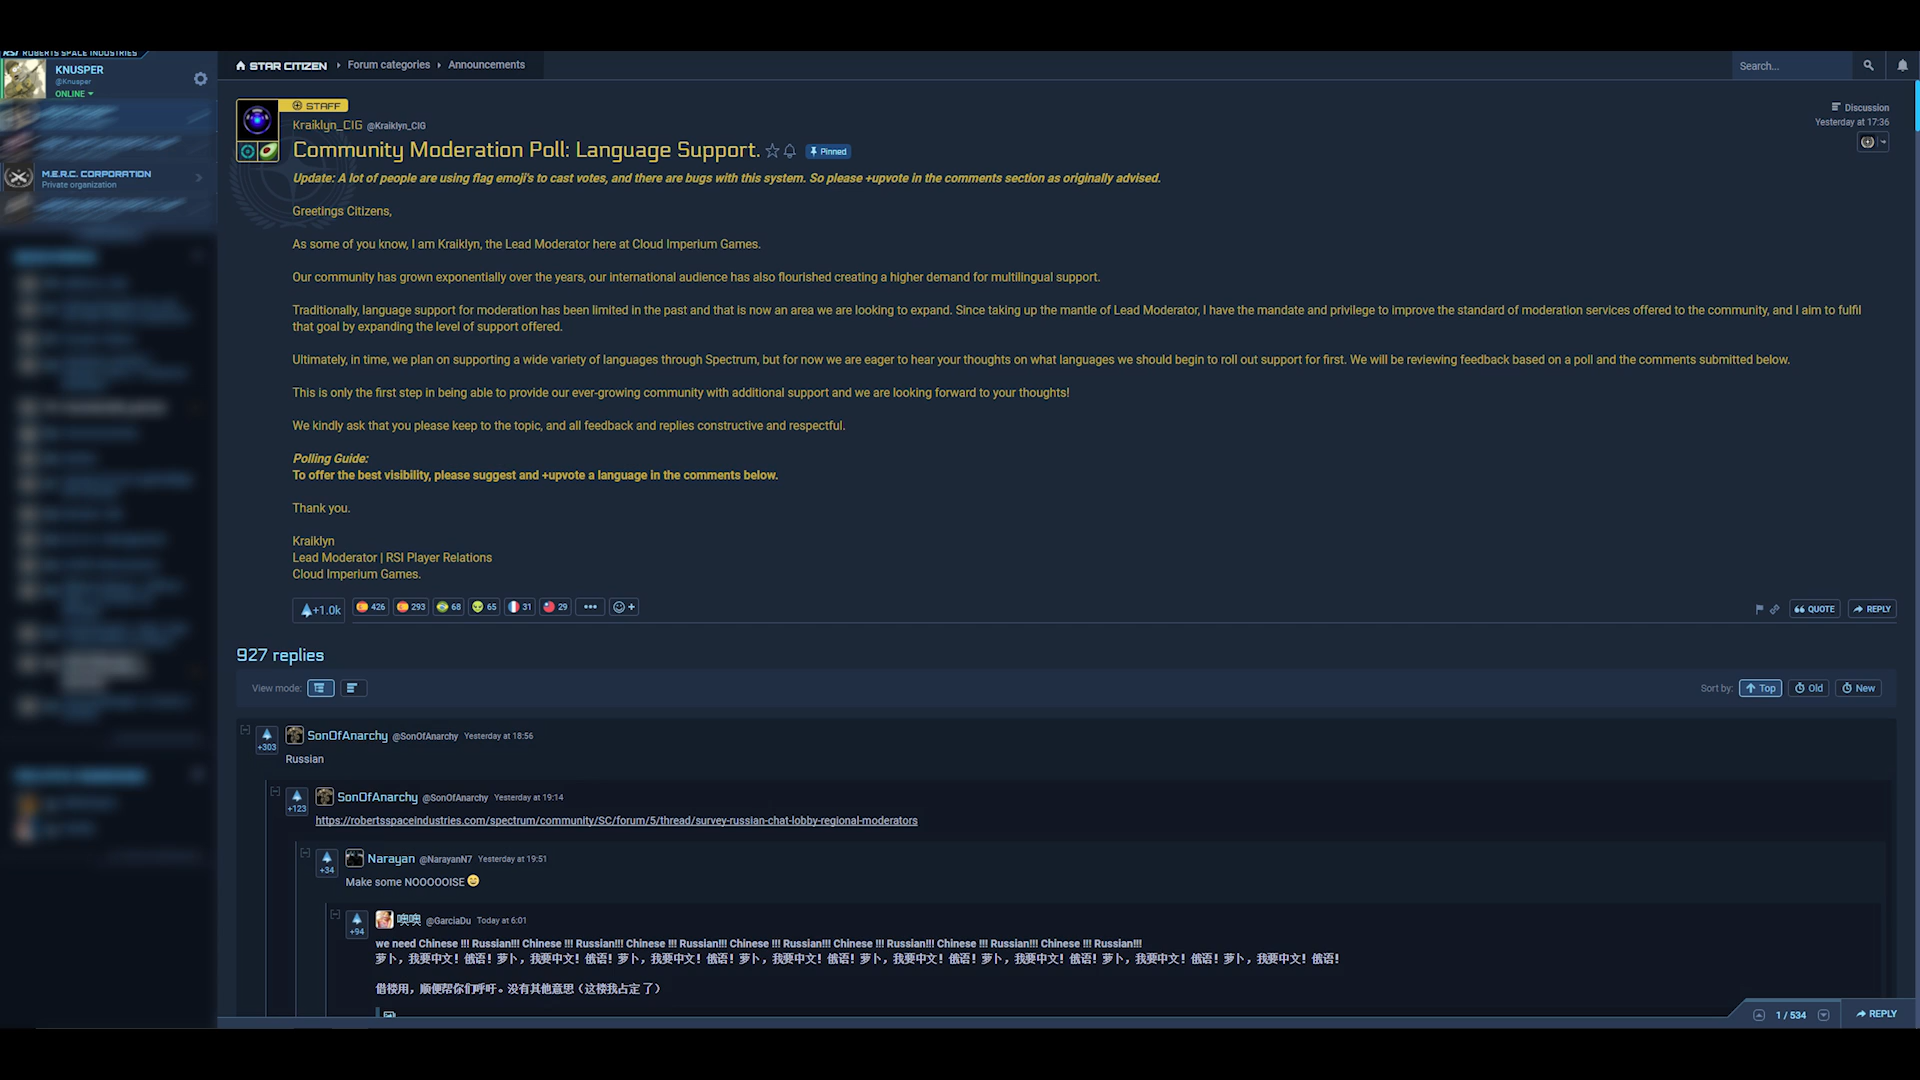 RSI ROBERTS SPACE INDUSTRIES
KNUSPER
@Knusper
ONLINE
M.E.R.C. CORPORATION
Private organization
STAR CITIZEN
Forum categories
Announcements
Search...
STAFF
Kraiklyn_CIG @Kraiklyn_CIG
Discussion
Yesterday at 17:36
Community Moderation Poll: Language Support.
Pinned
Update: A lot of people are using flag emoji's to cast votes, and there are bugs with this system. So please +upvote in the comments section as originally advised.
Greetings Citizens,
As some of you know, I am Kraiklyn, the Lead Moderator here at Cloud Imperium Games.
Our community has grown exponentially over the years, our international audience has also flourished creating a higher demand for multilingual support.
Traditionally, language support for moderation has been limited in the past and that is now an area we are looking to expand. Since taking up the mantle of Lead Moderator, I have the mandate and privilege to improve the standard of moderation services offered to the community, and I aim to fulfil
that goal by expanding the level of support offered.
Ultimately, in time, we plan on supporting a wide variety of languages through Spectrum, but for now we are eager to hear your thoughts on what languages we should begin to roll out support for first. We will be reviewing feedback based on a poll and the comments submitted below.
This is only the first step in being able to provide our ever-growing community with additional support and we are looking forward to your thoughts!
We kindly ask that you please keep to the topic, and all feedback and replies constructive and respectful.
Polling Guide:
To offer the best visibility, please suggest and +upvote a language in the comments below.
Thank you.
Kraiklyn
Lead Moderator | RSI Player Relations
Cloud Imperium Games.
+1.0k 426 293 68 65 31 29
QUOTE
REPLY
927 replies
View mode:
Sort by: Top Old New
+303
SonOfAnarchy @SonOfAnarchy Yesterday at 18:56
Russian
+123
SonOfAnarchy @SonOfAnarchy Yesterday at 19:14
https://robertsspaceindustries.com/spectrum/community/SC/forum/5/thread/survey-russian-chat-lobby-regional-moderators
+34
Narayan @NarayanN7 Yesterday at 19:51
Make some NOOOOOISE
+94
噢噢 @GarciaDu Today at 6:01
we need Chinese !!! Russian!!! Chinese !!! Russian!!! Chinese !!! Russian!!! Chinese !!! Russian!!! Chinese !!! Russian!!! Chinese !!! Russian!!! Chinese !!! Russian!!!
萝卜，我要中文！俄语！萝卜，我要中文！俄语！萝卜，我要中文！俄语！萝卜，我要中文！俄语！萝卜，我要中文！俄语！萝卜，我要中文！俄语！萝卜，我要中文！俄语！萝卜，我要中文！俄语！
借楼用，顺便帮你们呼吁。没有其他意思（这楼我占定了）
1 / 534
REPLY